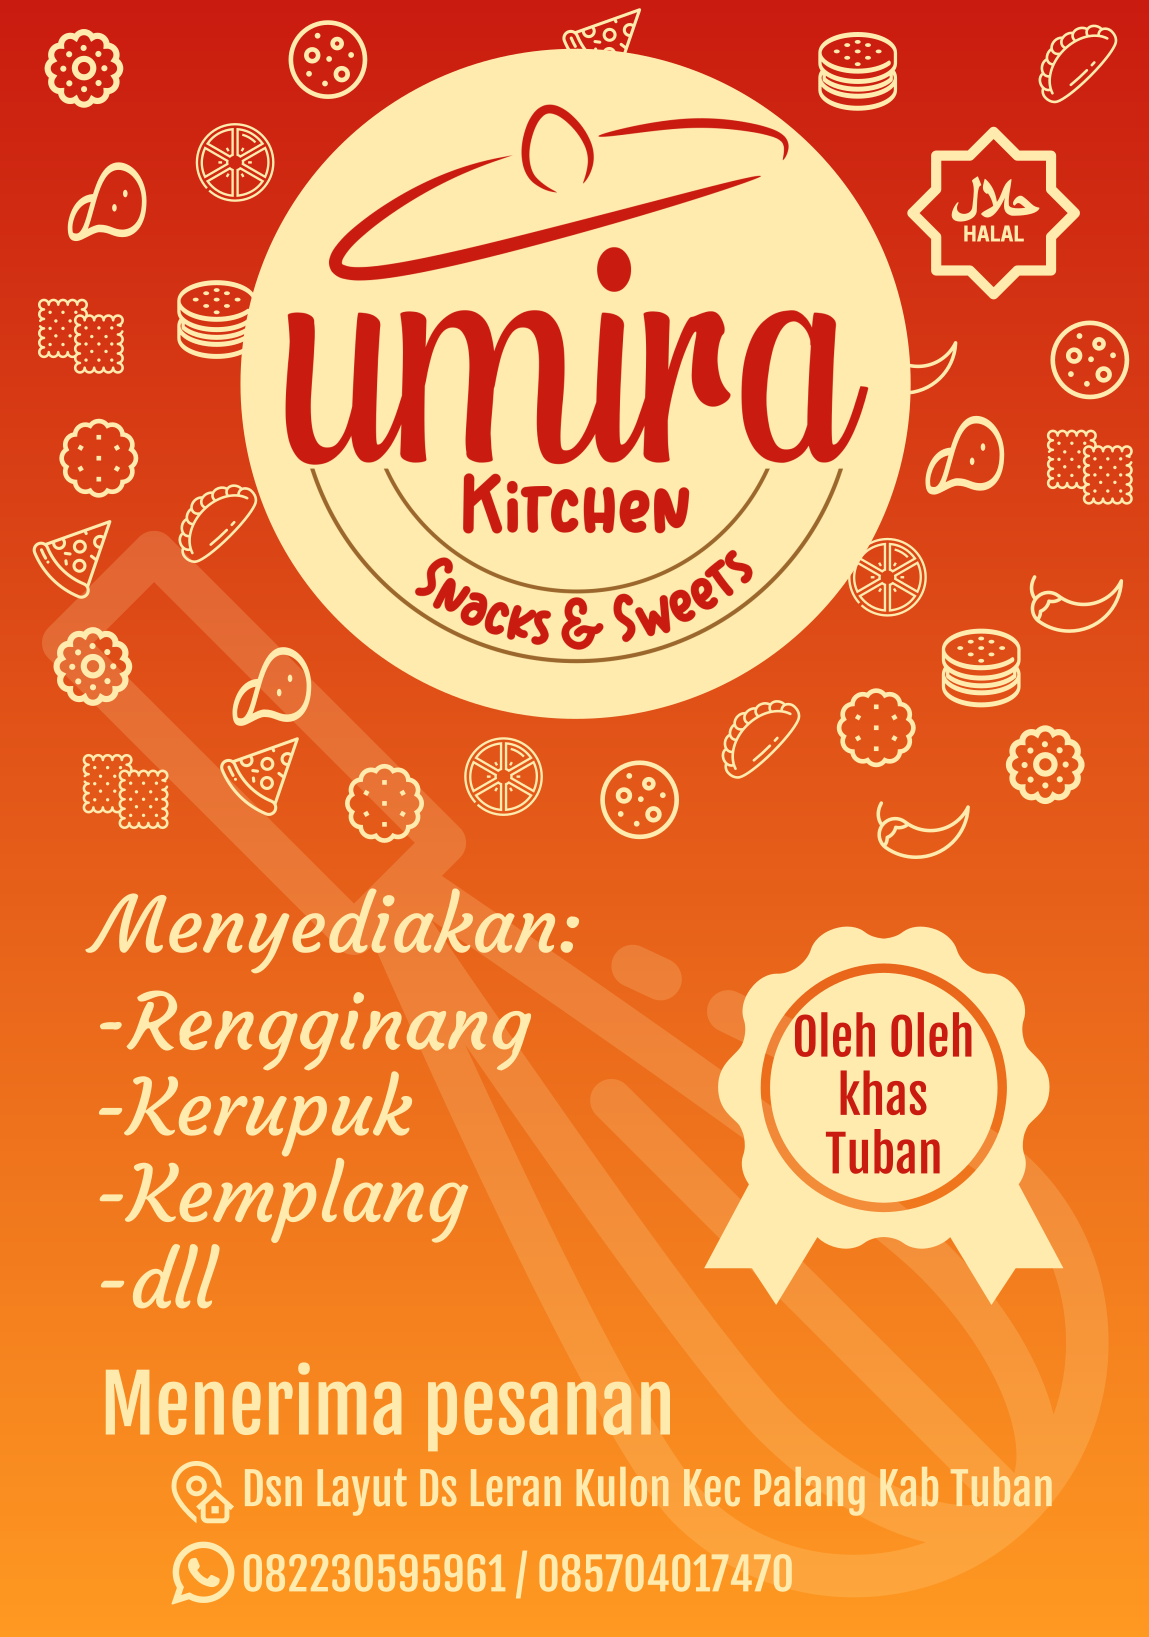 حلال
HALAL
umira
KiTCHeN
SNacKS & SWeeTS
Menyediakan:
-Rengginang
-Kerupuk
-Kemplang
-dll
Oleh Oleh
khas
Tuban
Menerima pesanan
Dsn Layut Ds Leran Kulon Kec Palang Kab Tuban
082230595961 / 085704017470